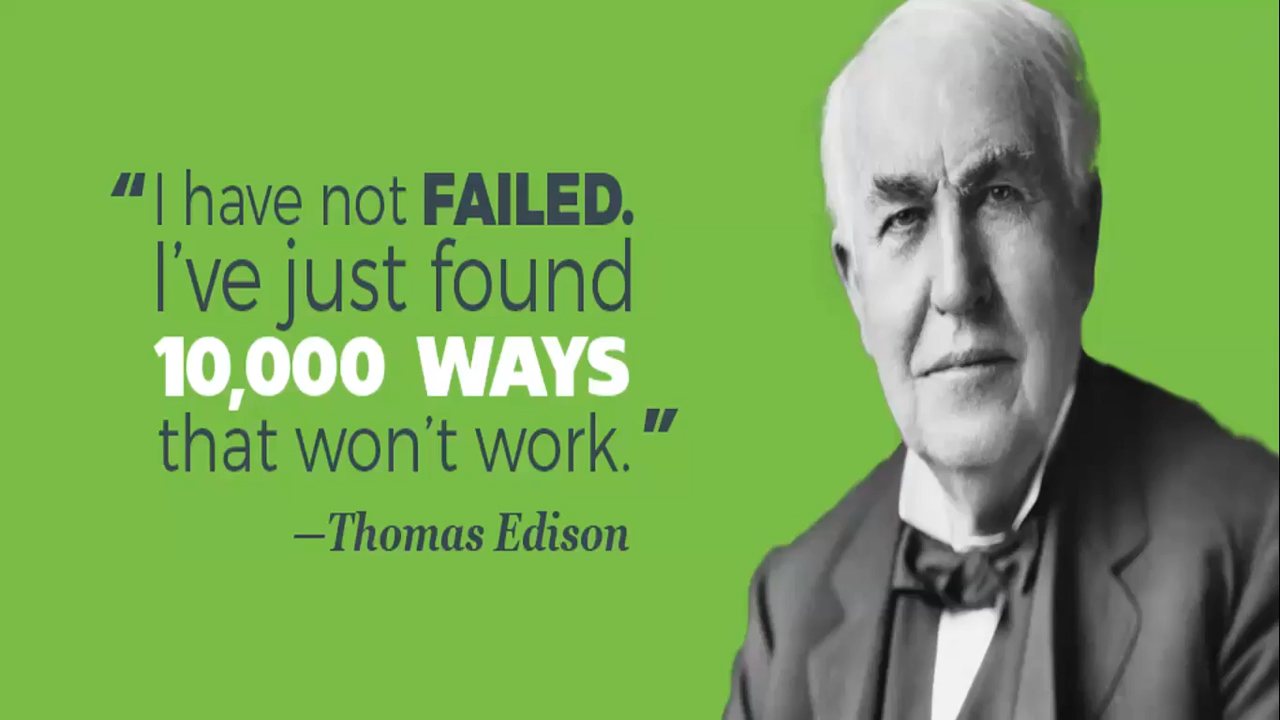 “I have not FAILED.
I’ve just found
10,000 WAYS
that won’t work.”
—Thomas Edison